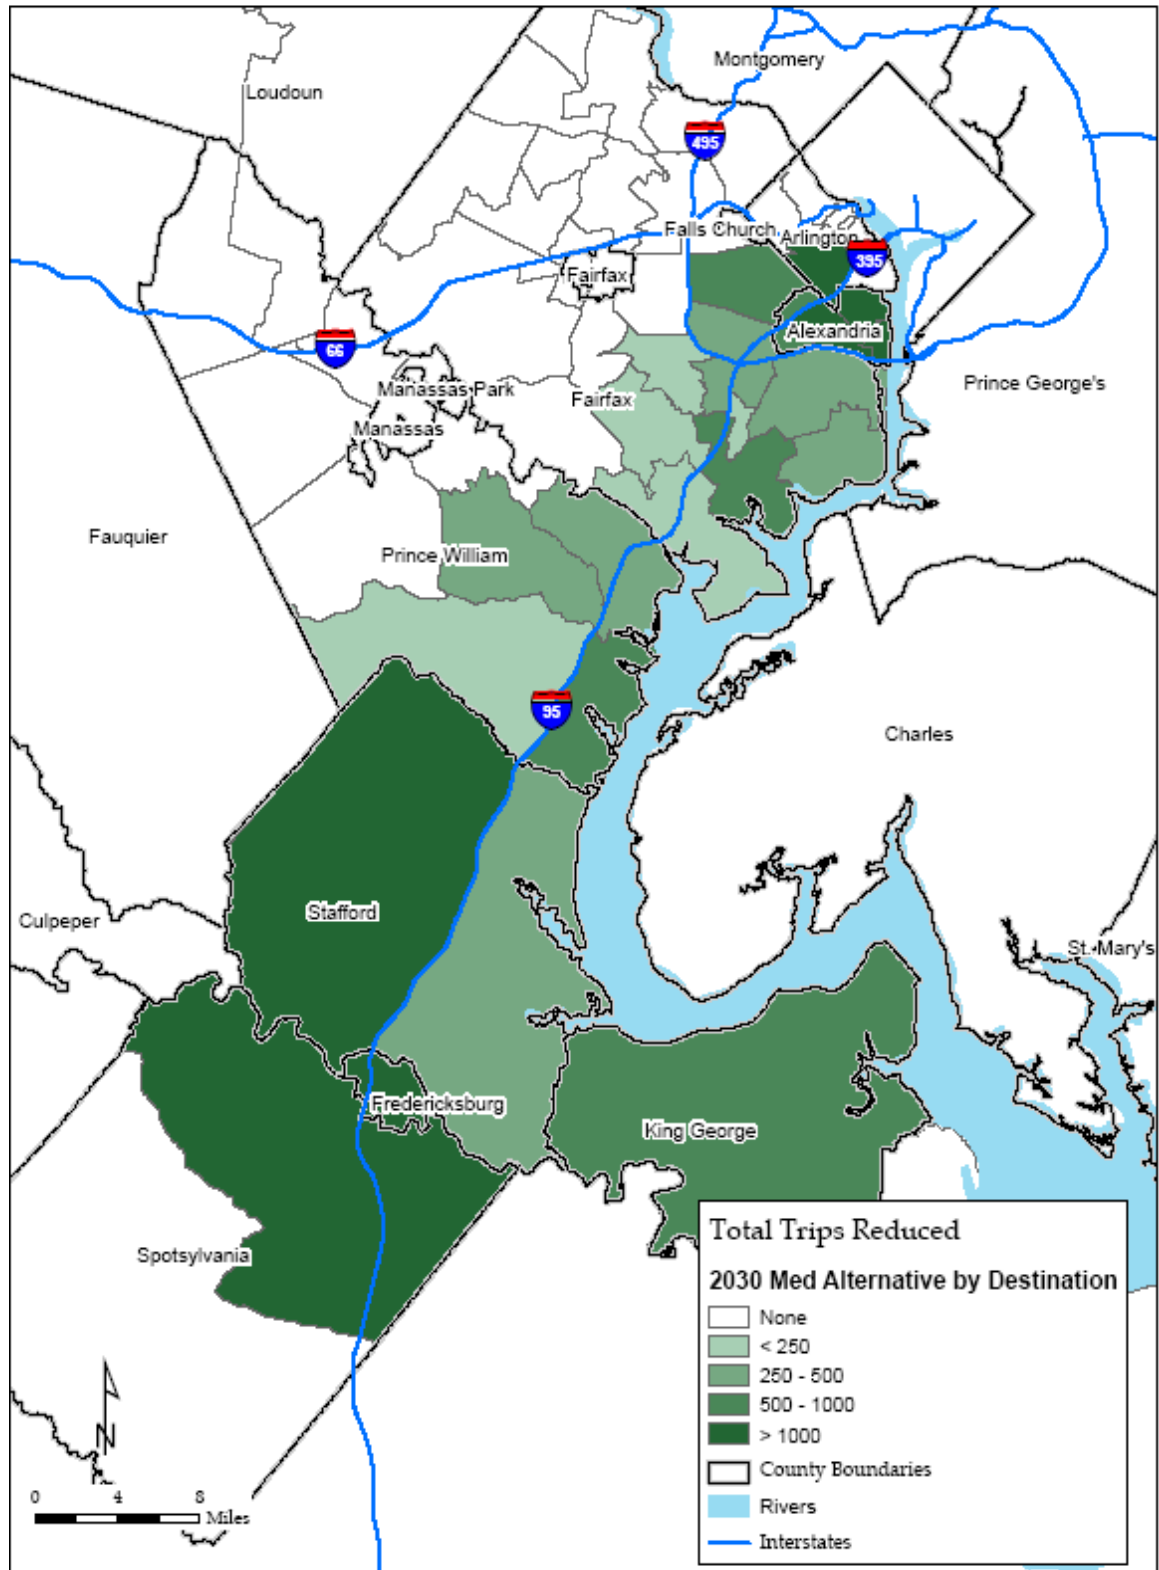 Montgomery
Loudoun
495
Falls Church
Arlington
395
Fairfax
Alexandria
66
Manassas Park
Prince George's
Fairfax
Manassas
Fauquier
Prince William
95
Charles
Stafford
Culpeper
St. Mary's
Fredericksburg
King George
Spotsylvania
Total Trips Reduced
2030 Med Alternative by Destination
None
< 250
250 - 500
500 - 1000
> 1000
County Boundaries
Rivers
Interstates
N
0 4 8
Miles